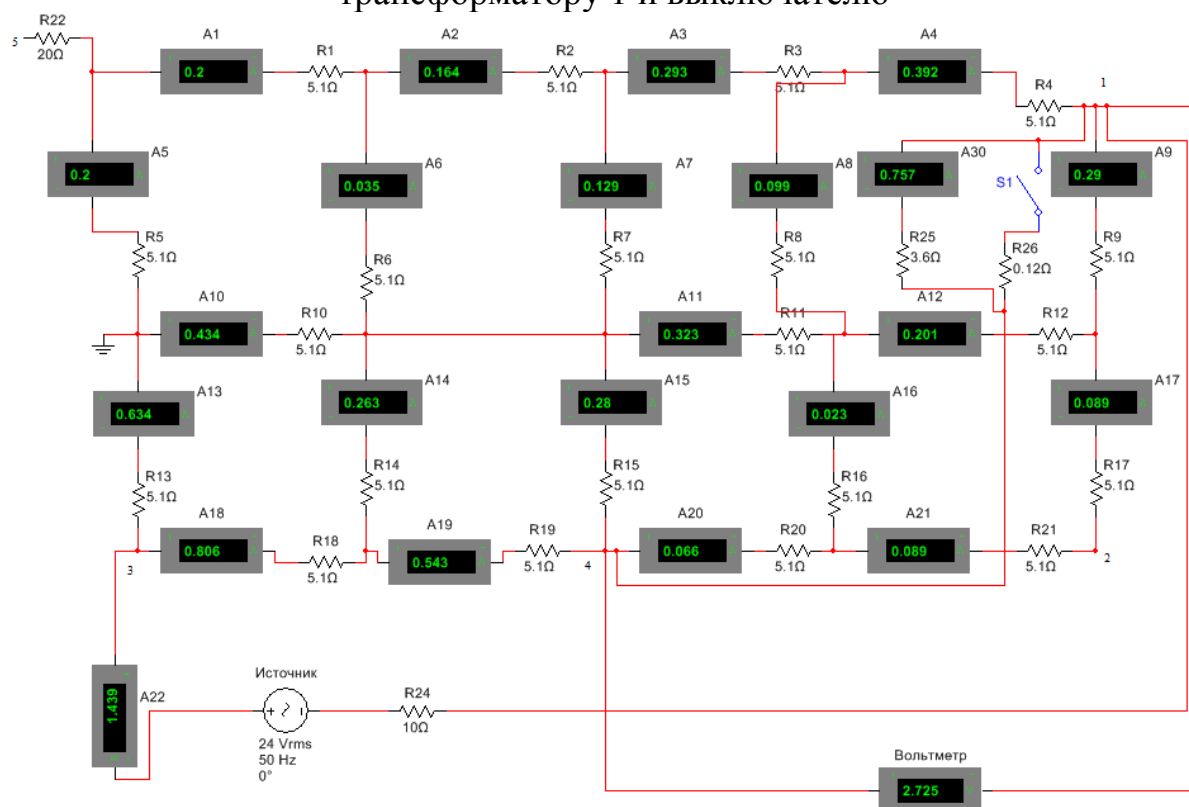 трансформатору 1 и выключателю
R22
5
20Ω
A1
0.2
R1
5.1Ω
A2
0.164
R2
5.1Ω
A3
0.293
R3
5.1Ω
A4
0.392
R4
5.1Ω
1
A5
0.2
A6
0.035
A7
0.129
A8
0.099
A30
0.757
S1
A9
0.29
R5
5.1Ω
R6
5.1Ω
R7
5.1Ω
R8
5.1Ω
R25
3.6Ω
R26
0.12Ω
R9
5.1Ω
A10
0.434
R10
5.1Ω
A11
0.323
R11
5.1Ω
A12
0.201
R12
5.1Ω
A13
0.634
A14
0.263
A15
0.28
A16
0.023
A17
0.089
R13
5.1Ω
R14
5.1Ω
R15
5.1Ω
R16
5.1Ω
R17
5.1Ω
3
A18
0.806
R18
5.1Ω
A19
0.543
R19
5.1Ω
4
A20
0.066
R20
5.1Ω
A21
0.089
R21
5.1Ω
2
A22
1.439
Источник
24 Vrms
50 Hz
0°
R24
10Ω
Вольтметр
2.725